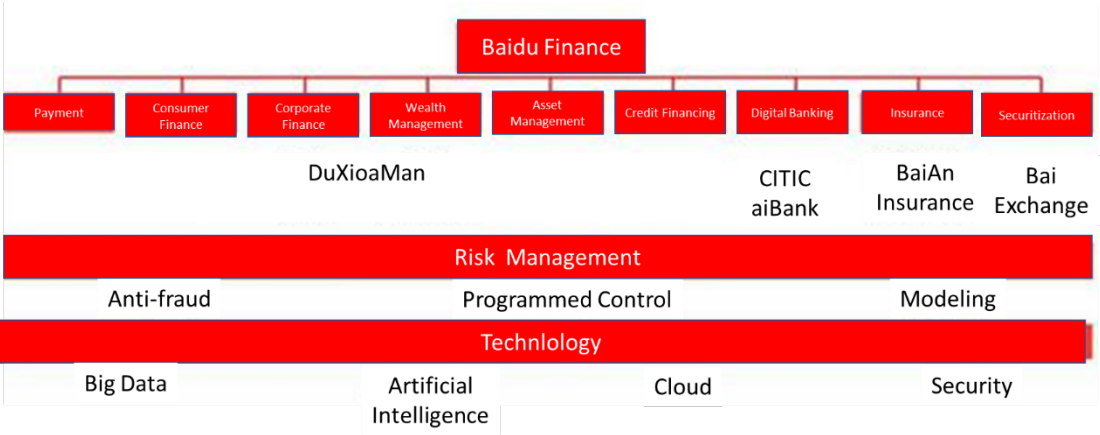 Baidu Finance
Payment
Consumer
Finance
Corporate
Finance
Wealth
Management
Asset
Management
Credit Financing
Digital Banking
Insurance
Securitization
DuXioaMan
CITIC
aiBank
BaiAn
Insurance
Bai
Exchange
Risk Management
Anti-fraud
Programmed Control
Modeling
Technlology
Big Data
Artificial
Intelligence
Cloud
Security